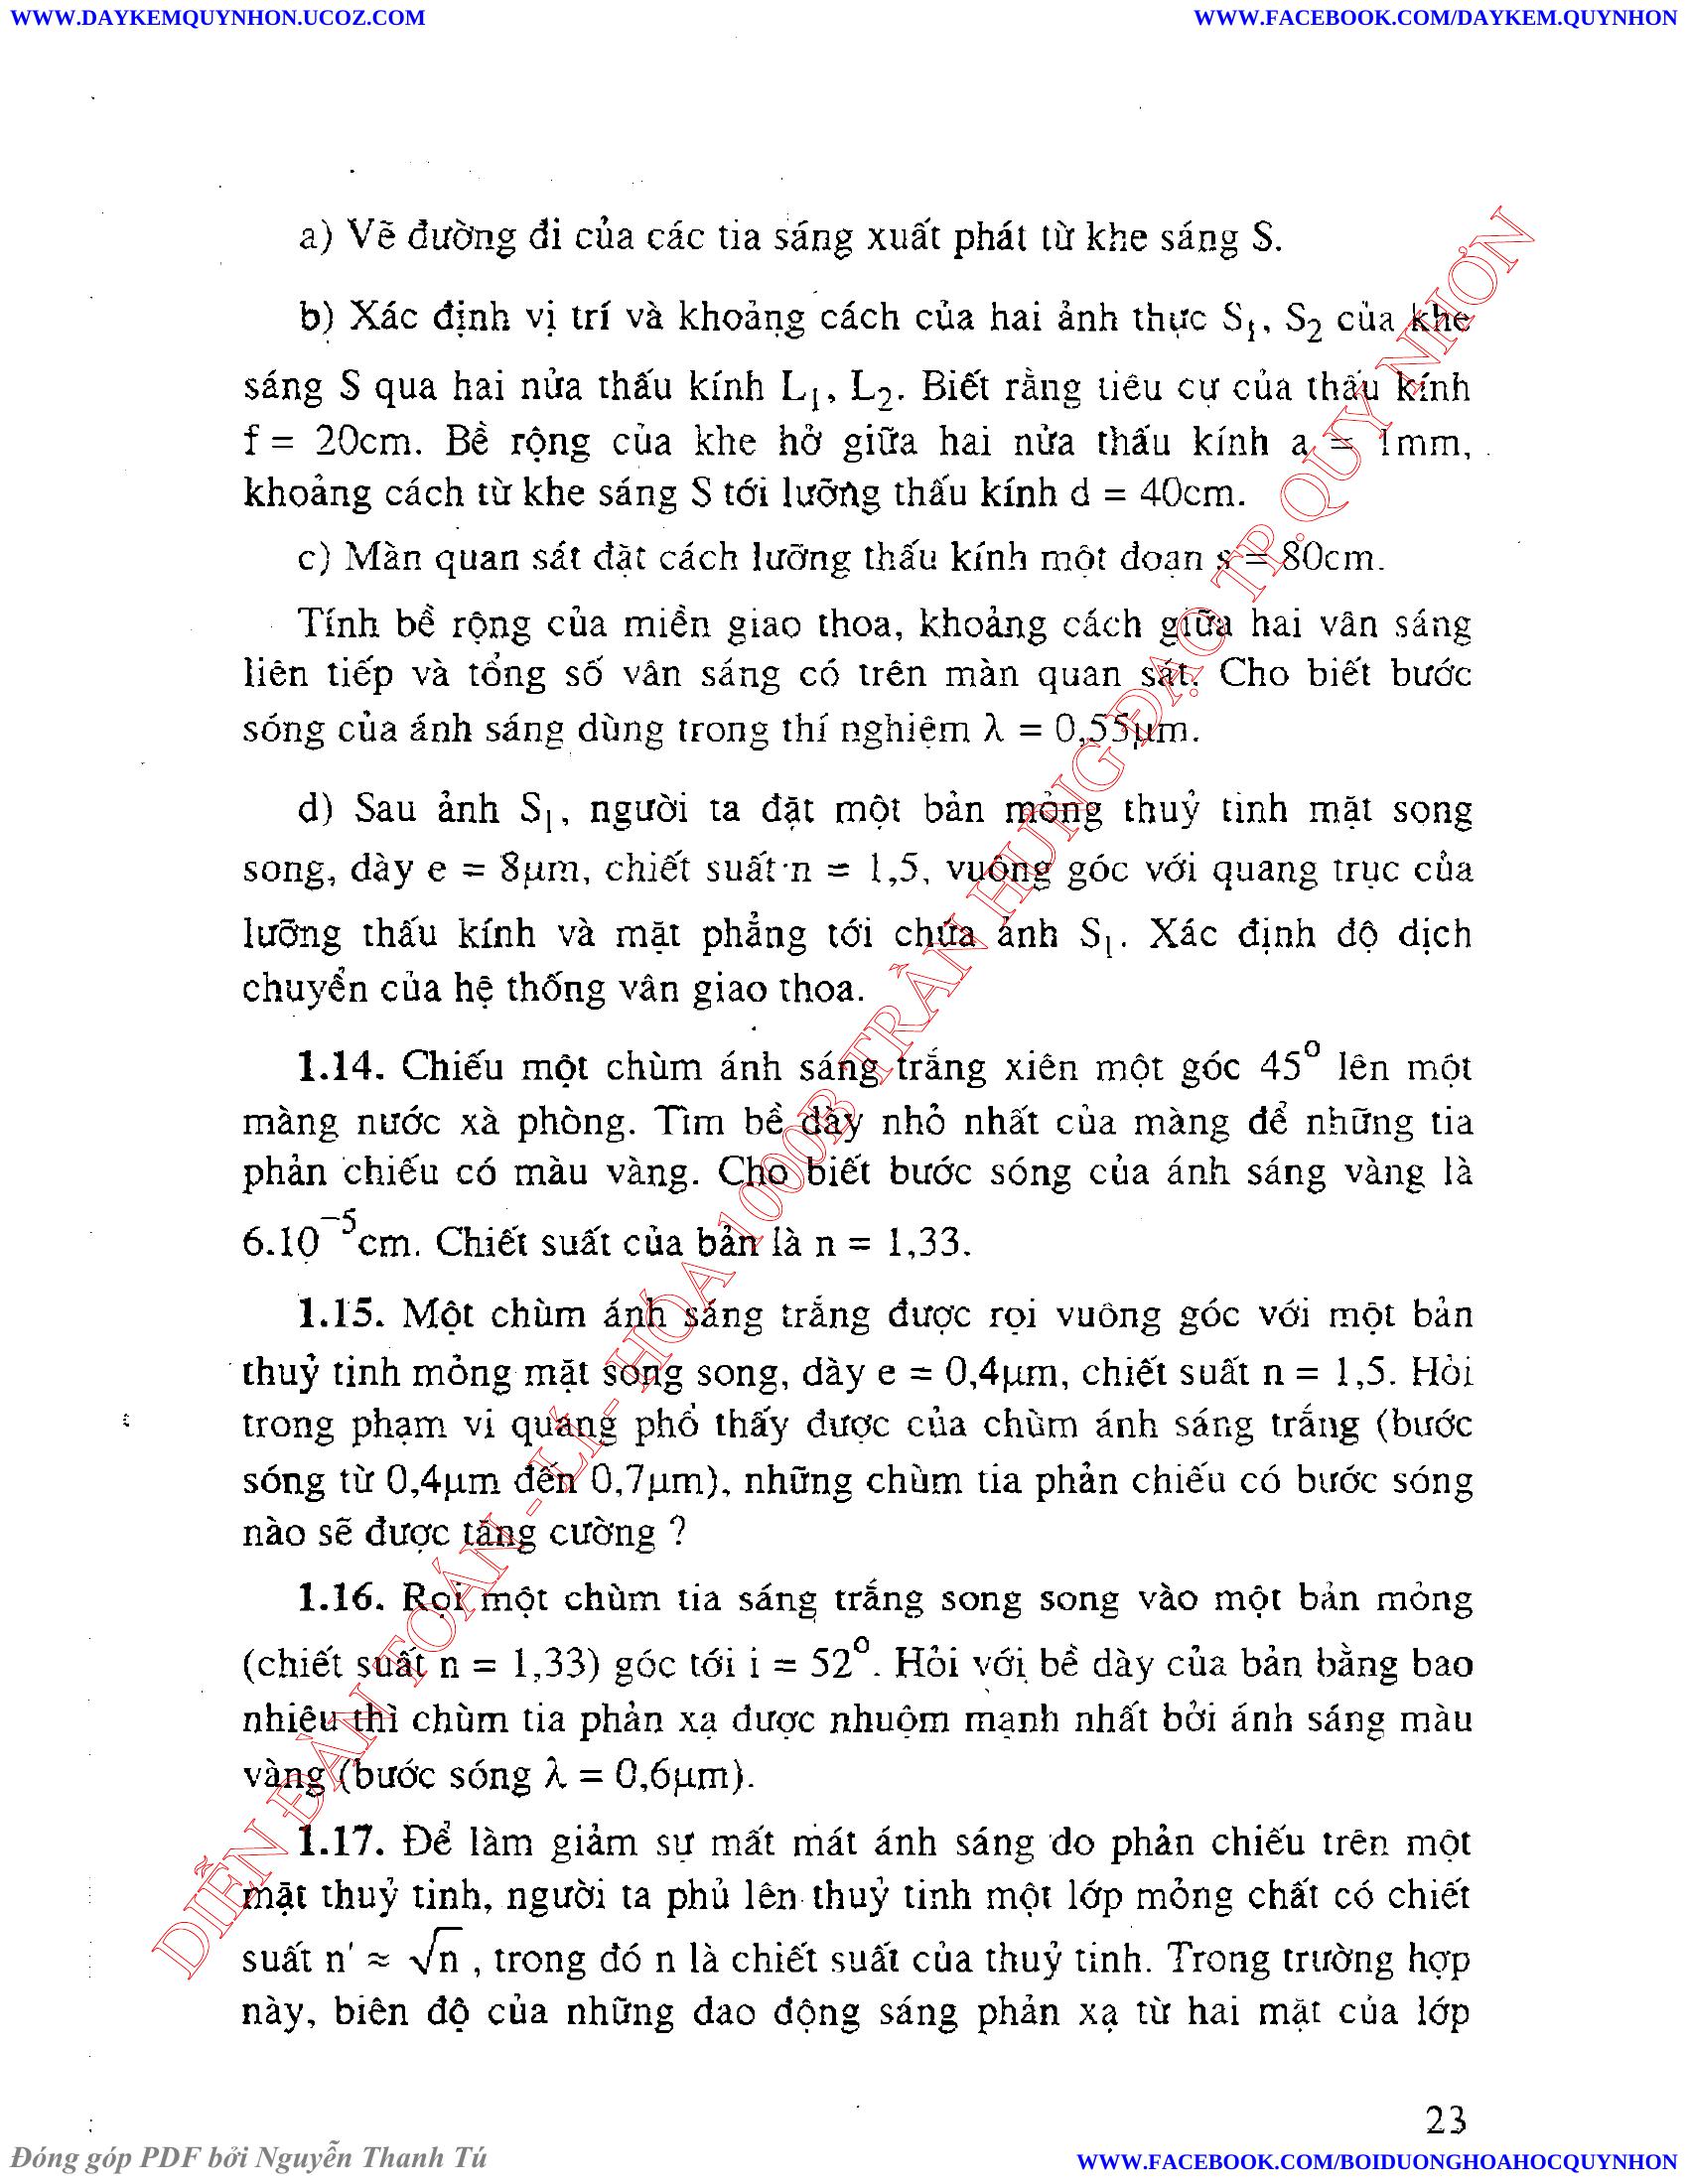 WWW.DAYKEMQUYNHON.UCOZ.COM WWW.FACEBOOK.COM/DAYKEM.QUYNHON
a) Vẽ đường đi của các tia sáng xuất phát từ khe sáng S.
b) Xác định vị trí và khoảng cách của hai ảnh thực S₁, S₂ của khe
sáng S qua hai nửa thấu kính L₁, L₂. Biết rằng tiêu cự của thấu kính
f = 20cm. Bề rộng của khe hở giữa hai nửa thấu kính a = 1mm,
khoảng cách từ khe sáng S tới lưỡng thấu kính d = 40cm.
c) Màn quan sát đặt cách lưỡng thấu kính một đoạn s = 80cm.
Tính bề rộng của miền giao thoa, khoảng cách giữa hai vân sáng
liên tiếp và tổng số vân sáng có trên màn quan sát. Cho biết bước
sóng của ánh sáng dùng trong thí nghiệm λ = 0,55μm.
d) Sau ảnh S₁, người ta đặt một bản mỏng thuỷ tinh mặt song
song, dày e = 8μm, chiết suất n = 1,5, vuông góc với quang trục của
lưỡng thấu kính và mặt phẳng tới chứa ảnh S₁. Xác định độ dịch
chuyển của hệ thống vân giao thoa.
1.14. Chiếu một chùm ánh sáng trắng xiên một góc 45⁰ lên một
màng nước xà phòng. Tìm bề dày nhỏ nhất của màng để những tia
phản chiếu có màu vàng. Cho biết bước sóng của ánh sáng vàng là
6.10⁻⁵cm. Chiết suất của bản là n = 1,33.
1.15. Một chùm ánh sáng trắng được rọi vuông góc với một bản
thuỷ tinh mỏng mặt song song, dày e = 0,4μm, chiết suất n = 1,5. Hỏi
trong phạm vi quang phổ thấy được của chùm ánh sáng trắng (bước
sóng từ 0,4μm đến 0,7μm), những chùm tia phản chiếu có bước sóng
nào sẽ được tăng cường ?
1.16. Rọi một chùm tia sáng trắng song song vào một bản mỏng
(chiết suất n = 1,33) góc tới i = 52⁰. Hỏi với bề dày của bản bằng bao
nhiêu thì chùm tia phản xạ được nhuộm mạnh nhất bởi ánh sáng màu
vàng (bước sóng λ = 0,6μm).
1.17. Để làm giảm sự mất mát ánh sáng do phản chiếu trên một
mặt thuỷ tinh, người ta phủ lên thuỷ tinh một lớp mỏng chất có chiết
suất n' ≈ √n , trong đó n là chiết suất của thuỷ tinh. Trong trường hợp
này, biên độ của những dao động sáng phản xạ từ hai mặt của lớp
DIỄN ĐÀN TOÁN - LÍ - HÓA 1000B TRẦN HƯNG ĐẠO TP.QUY NHƠN
23
Đóng góp PDF bởi Nguyễn Thanh Tú WWW.FACEBOOK.COM/BOIDUONGHOAHOCQUYNHON